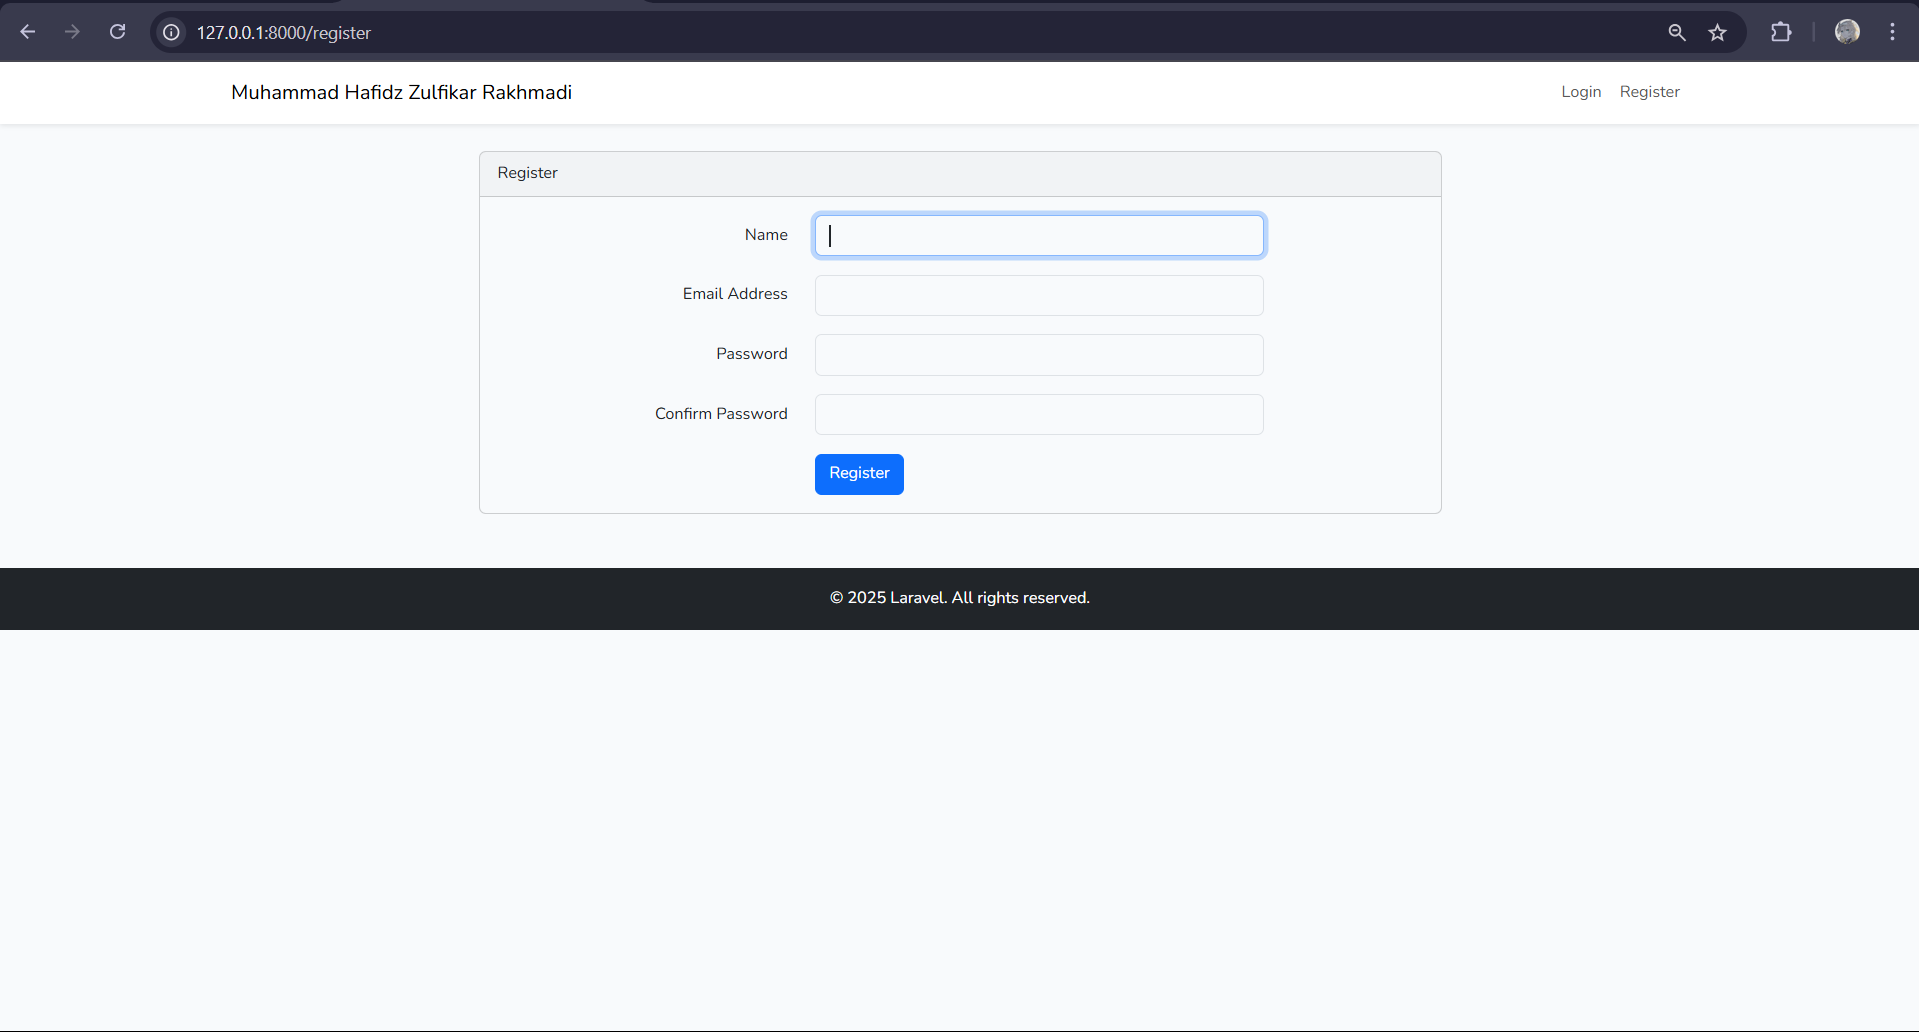 127.0.0.1:8000/register
Muhammad Hafidz Zulfikar Rakhmadi
Login Register
Register
Name
Email Address
Password
Confirm Password
Register
© 2025 Laravel. All rights reserved.